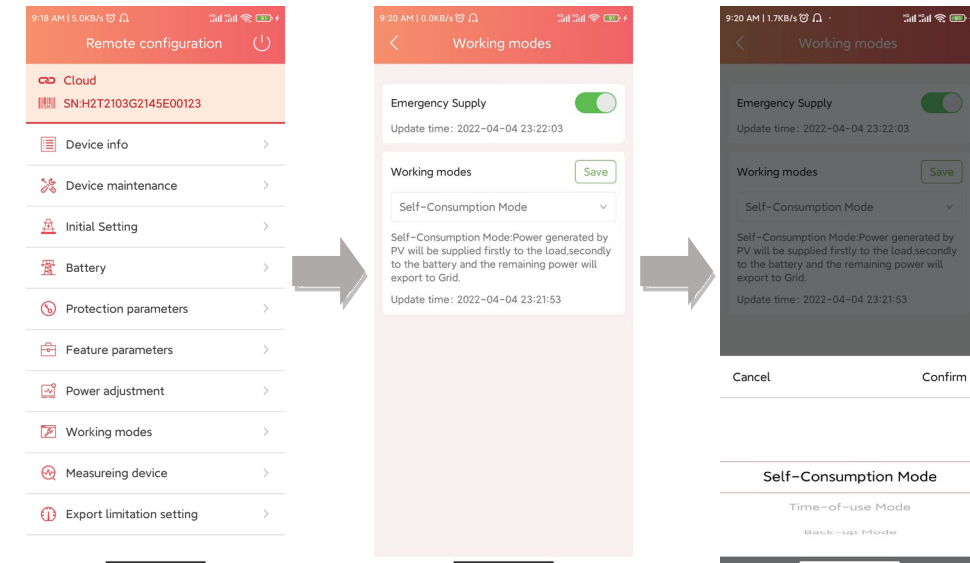 9:18 AM | 5.0KB/s
Remote configuration
Cloud
SN:H2T2103G2145E00123
Device info
Device maintenance
Initial Setting
Battery
Protection parameters
Feature parameters
Power adjustment
Working modes
Measureing device
Export limitation setting
9:20 AM | 0.0KB/s
Working modes
Emergency Supply
Update time: 2022-04-04 23:22:03
Working modes
Save
Self-Consumption Mode
Self-Consumption Mode:Power generated by
PV will be supplied firstly to the load,secondly
to the battery and the remaining power will
export to Grid.
Update time: 2022-04-04 23:21:53
9:20 AM | 1.7KB/s
Working modes
Emergency Supply
Update time: 2022-04-04 23:22:03
Working modes
Save
Self-Consumption Mode
Self-Consumption Mode:Power generated by
PV will be supplied firstly to the load,secondly
to the battery and the remaining power will
export to Grid.
Update time: 2022-04-04 23:21:53
Cancel
Confirm
Self-Consumption Mode
Time-of-use Mode
Back-up Mode